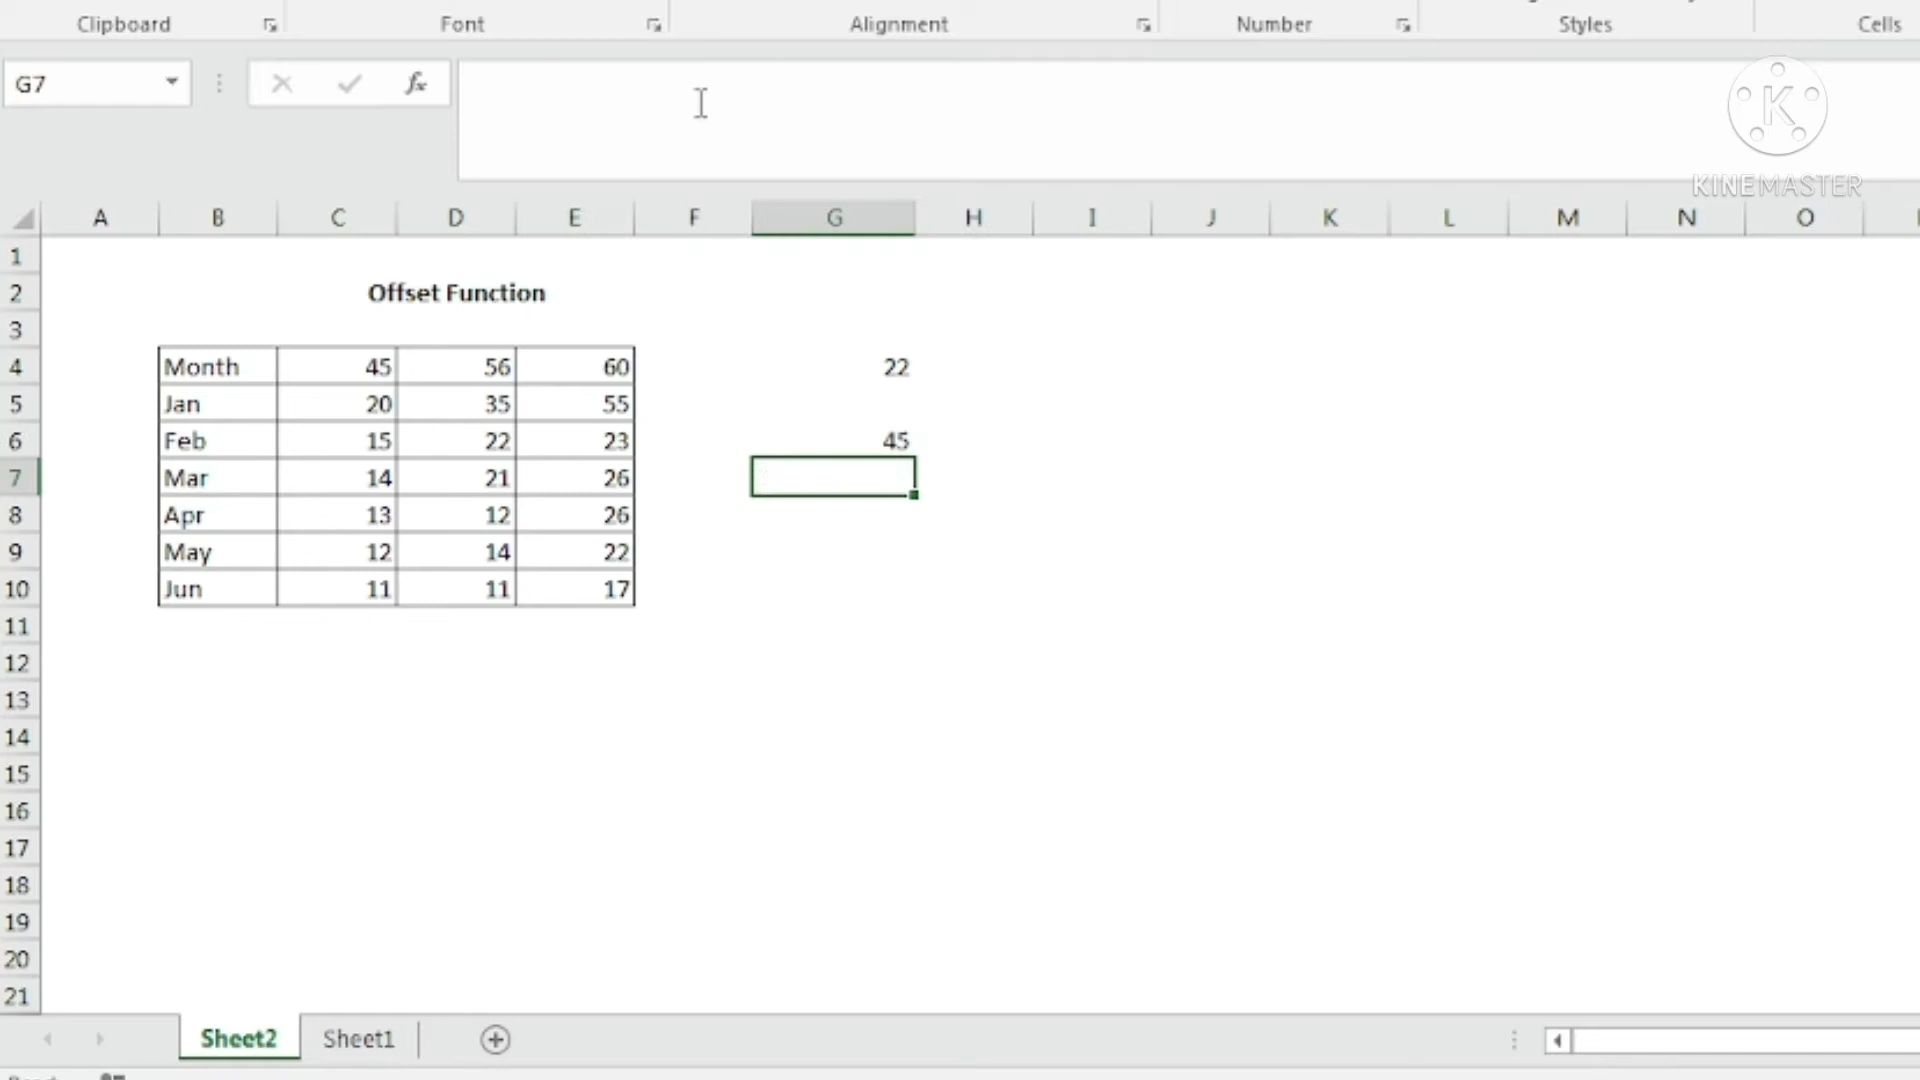 Clipboard Font Alignment Number Styles Cells
G7 fx
KINEMASTER
A B C D E F G H I J K L M N O
1
2 Offset Function
3
4 Month 45 56 60 22
5 Jan 20 35 55
6 Feb 15 22 23 45
7 Mar 14 21 26
8 Apr 13 12 26
9 May 12 14 22
10 Jun 11 11 17
11
12
13
14
15
16
17
18
19
20
21
Sheet2 Sheet1